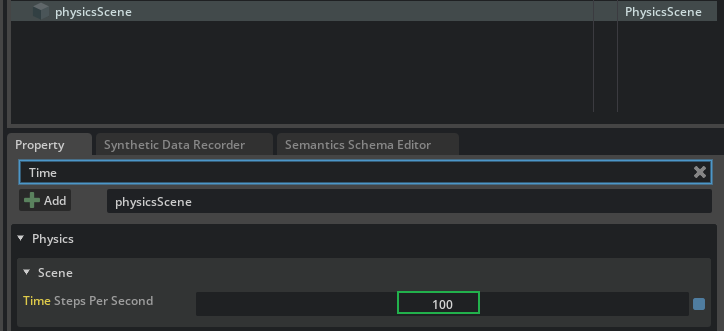 physicsScene PhysicsScene
Property Synthetic Data Recorder Semantics Schema Editor
Time
Add physicsScene
Physics
Scene
Time Steps Per Second 100